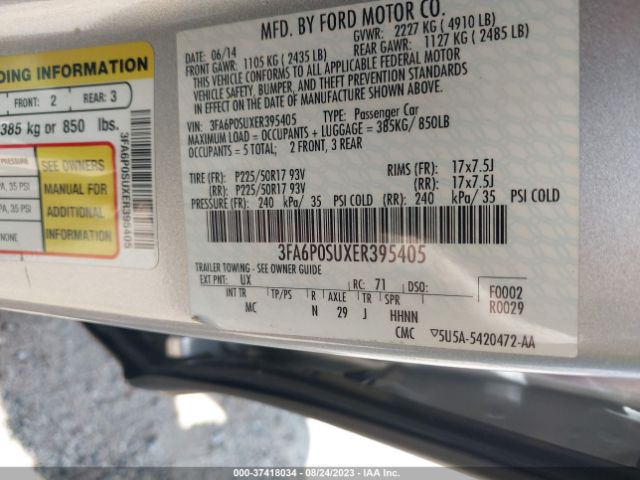 DING INFORMATION
FRONT: 2 REAR: 3
385 kg or 850 lbs.
PRESSURE
PA, 35 PSI
PA, 35 PSI
NONE
SEE OWNERS
MANUAL FOR
ADDITIONAL
INFORMATION
3FA6P0SUXER395405
MFD. BY FORD MOTOR CO.
DATE: 06/14 GVWR: 2227 KG ( 4910 LB)
FRONT GAWR: 1105 KG ( 2435 LB) REAR GAWR: 1127 KG ( 2485 LB)
THIS VEHICLE CONFORMS TO ALL APPLICABLE FEDERAL MOTOR
VEHICLE SAFETY, BUMPER, AND THEFT PREVENTION STANDARDS
IN EFFECT ON THE DATE OF MANUFACTURE SHOWN ABOVE.
VIN: 3FA6P0SUXER395405 TYPE: Passenger Car
MAXIMUM LOAD = OCCUPANTS + LUGGAGE = 385KG/ 850LB
OCCUPANTS = 5 TOTAL; 2 FRONT, 3 REAR
TIRE (FR): P225/50R17 93V RIMS (FR): 17x7.5J
(RR): P225/50R17 93V (RR): 17x7.5J
PRESSURE (FR): 240 kPa/ 35 PSI COLD (RR): 240 kPa/ 35 PSI COLD
3FA6P0SUXER395405
TRAILER TOWING - SEE OWNER GUIDE
EXT PNT: UX RC: 71 DSO:
INT TR TP/PS R AXLE TR SPR
MC N 29 J HHNN
F0002
R0029
CMC 5U5A-5420472-AA
000-37418034 - 08/24/2023 - IAA Inc.